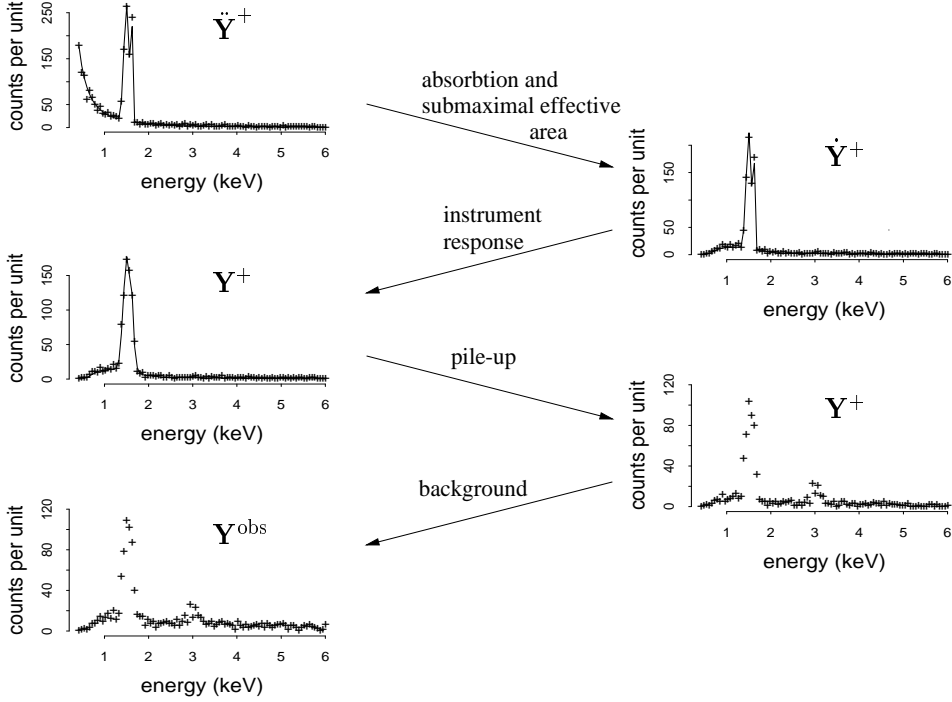 Ÿ+
counts per unit
0 50 150 250
1 2 3 4 5 6
energy (keV)
absorbtion and
submaximal effective
area
Ẏ+
counts per unit
0 50 150
1 2 3 4 5 6
energy (keV)
instrument
response
Y+
counts per unit
0 50 100 150
1 2 3 4 5 6
energy (keV)
pile-up
Y+
counts per unit
0 40 80 120
1 2 3 4 5 6
energy (keV)
background
Yobs
counts per unit
0 40 80 120
1 2 3 4 5 6
energy (keV)